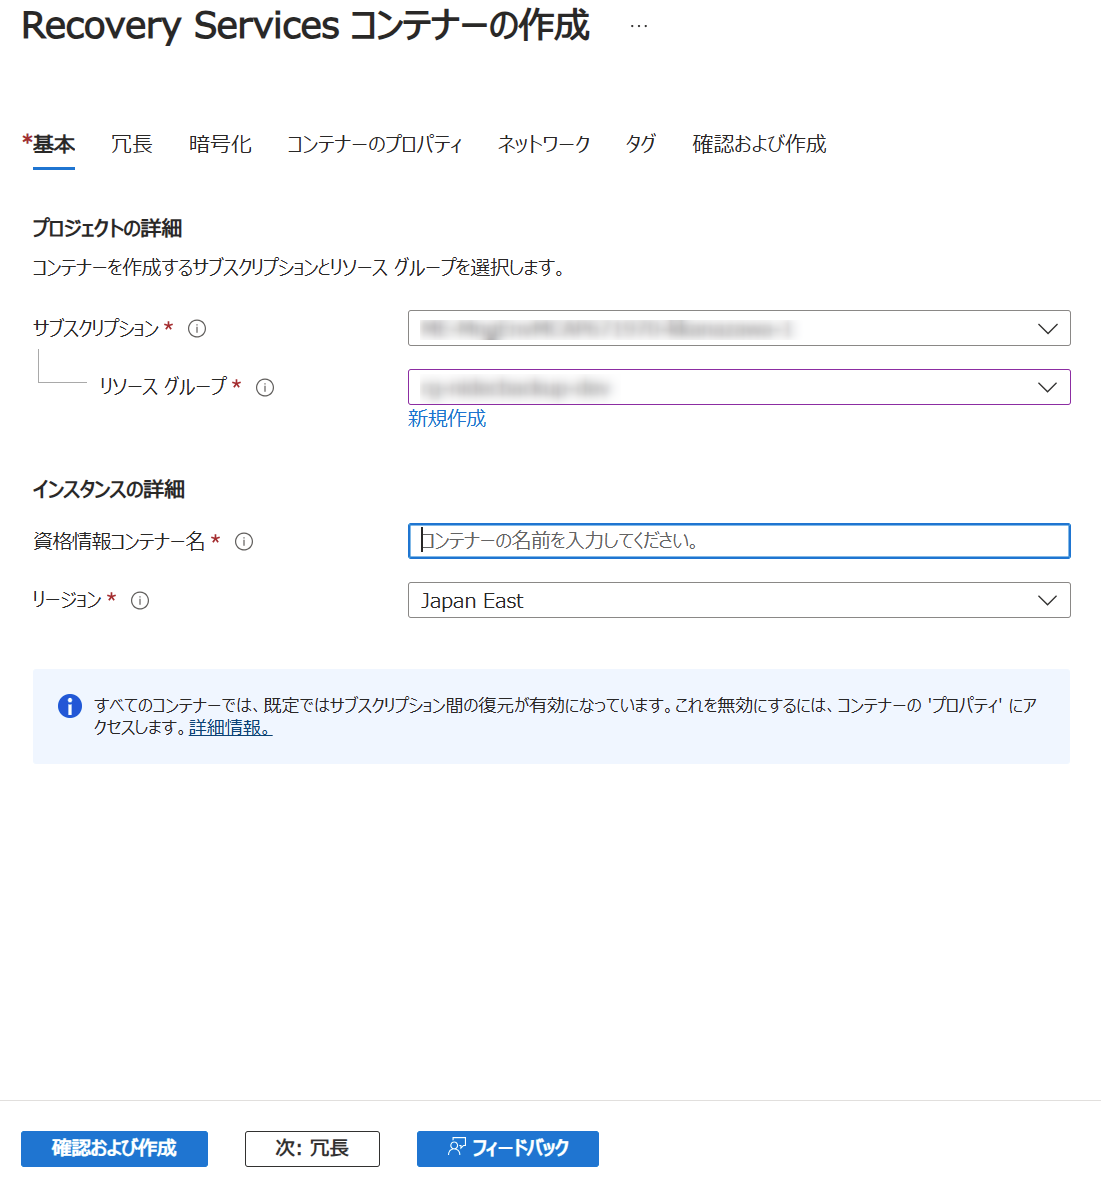 Recovery Services コンテナーの作成 …
*基本 冗長 暗号化 コンテナーのプロパティ ネットワーク タグ 確認および作成
プロジェクトの詳細
コンテナーを作成するサブスクリプションとリソース グループを選択します。
サブスクリプション *
リソース グループ *
新規作成
インスタンスの詳細
資格情報コンテナー名 * コンテナーの名前を入力してください。
リージョン * Japan East
すべてのコンテナーでは、既定ではサブスクリプション間の復元が有効になっています。これを無効にするには、コンテナーの 'プロパティ' にア
クセスします。詳細情報。
確認および作成 次: 冗長 フィードバック